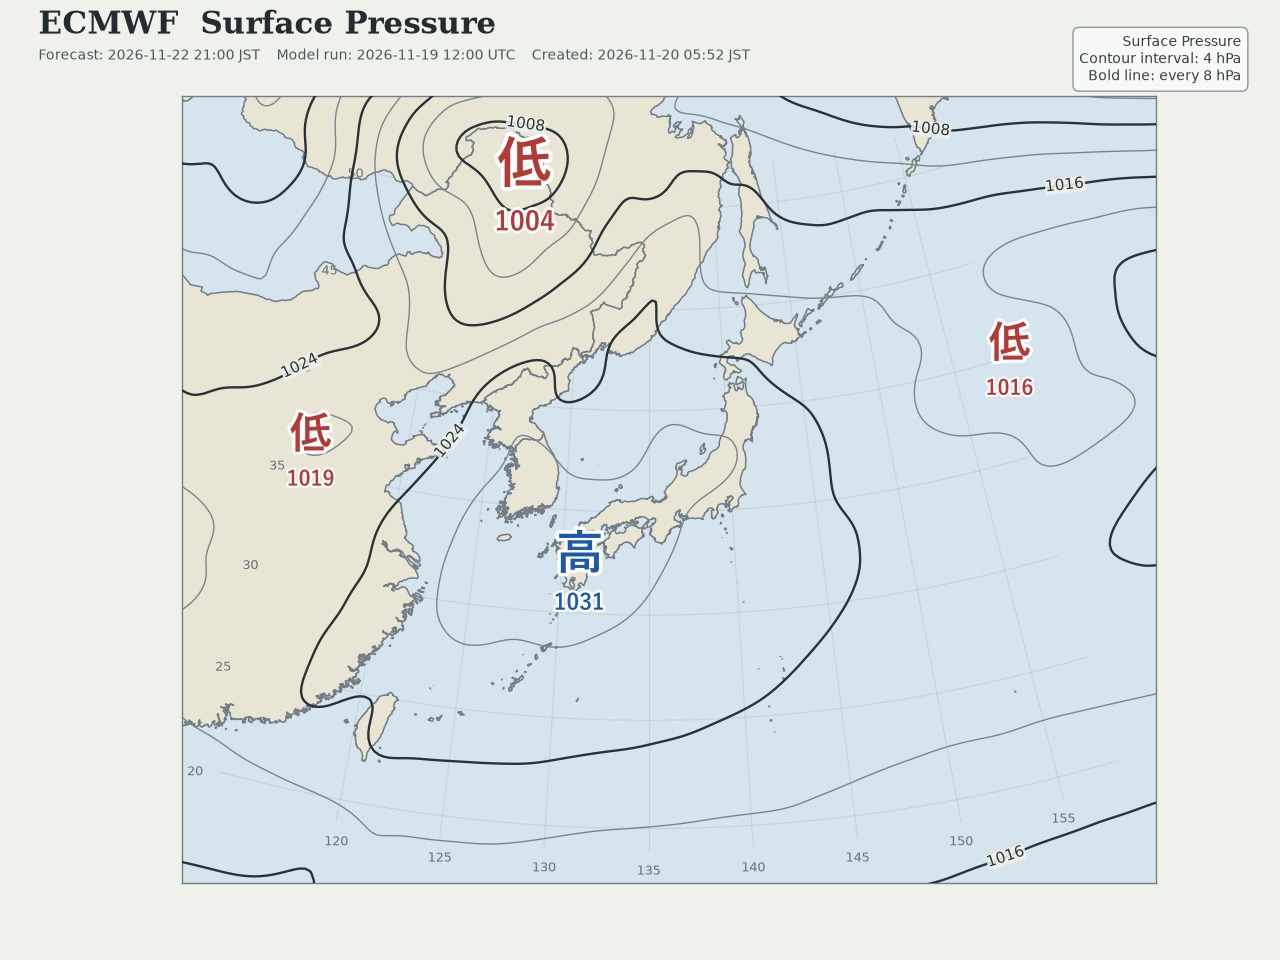 ECMWF  Surface Pressure
Forecast: 2026-11-22 21:00 JST    Model run: 2026-11-19 12:00 UTC    Created: 2026-11-20 05:52 JST
Surface Pressure
Contour interval: 4 hPa
Bold line: every 8 hPa
1008
1008
低
50
1016
1004
45
低
1024
1016
低
1024
35
1019
高
30
1031
25
20
155
120
150
1016
125
145
130
140
135